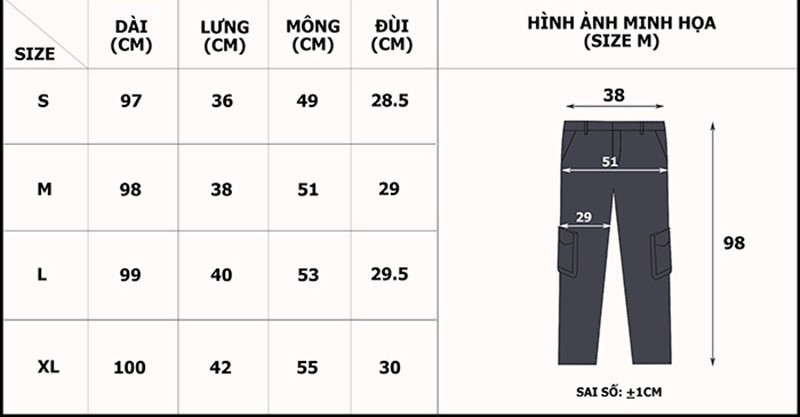 SIZE
DÀI (CM)
LƯNG (CM)
MÔNG (CM)
ĐÙI (CM)
HÌNH ẢNH MINH HỌA
(SIZE M)
S 97 36 49 28.5
M 98 38 51 29
L 99 40 53 29.5
XL 100 42 55 30
38
51
29
98
SAI SỐ: ±1CM